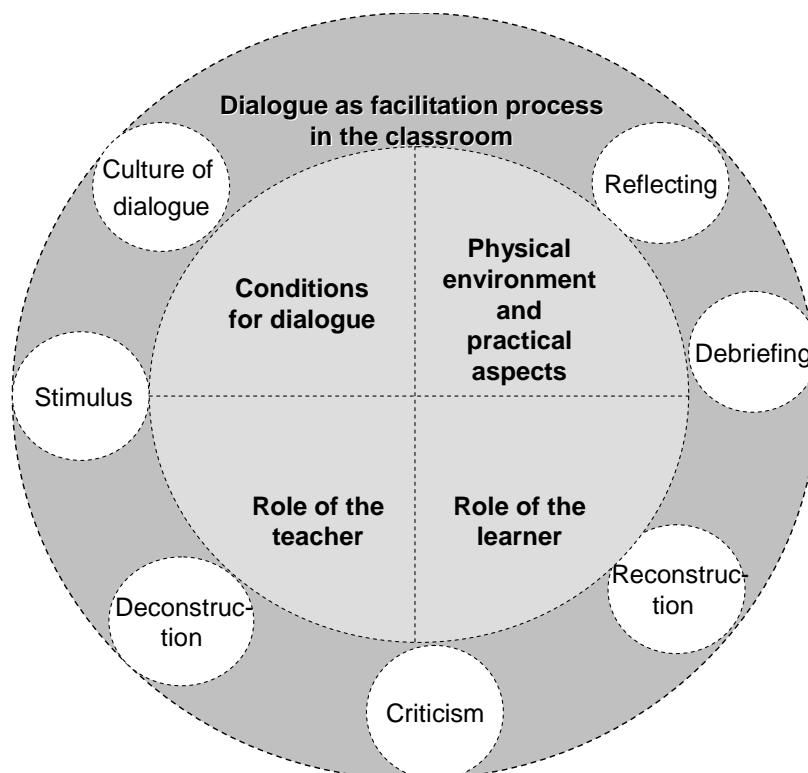 Dialogue as facilitation process
in the classroom
Culture of
dialogue
Reflecting
Conditions
for dialogue
Physical
environment
and
practical
aspects
Debriefing
Stimulus
Role of the
teacher
Role of the
learner
Reconstruc-
tion
Deconstruc-
tion
Criticism